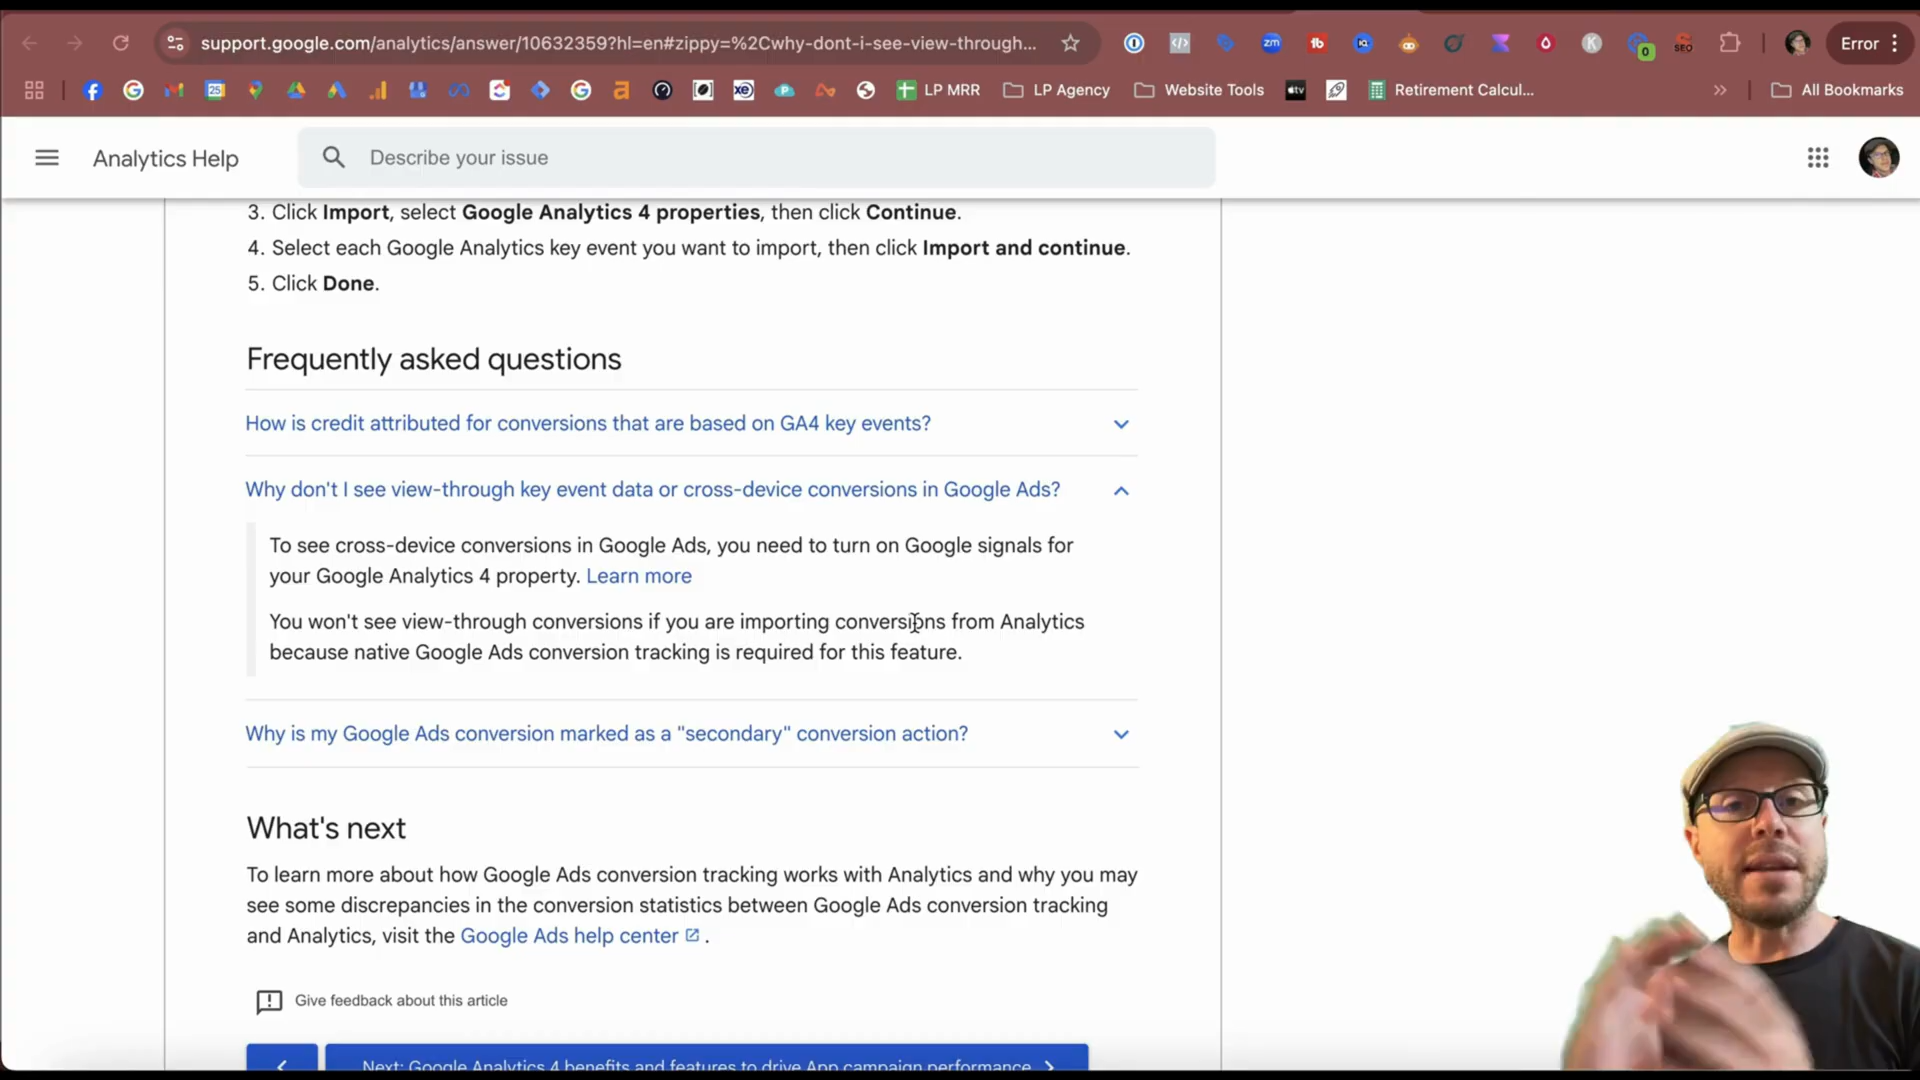 support.google.com/analytics/answer/10632359?hl=en#zippy=%2Cwhy-dont-i-see-view-through...
Error
LP MRR
LP Agency
Website Tools
Retirement Calcul...
All Bookmarks
Analytics Help
Describe your issue
3. Click Import, select Google Analytics 4 properties, then click Continue.
4. Select each Google Analytics key event you want to import, then click Import and continue.
5. Click Done.
Frequently asked questions
How is credit attributed for conversions that are based on GA4 key events?
Why don't I see view-through key event data or cross-device conversions in Google Ads?
To see cross-device conversions in Google Ads, you need to turn on Google signals for
your Google Analytics 4 property. Learn more
You won't see view-through conversions if you are importing conversions from Analytics
because native Google Ads conversion tracking is required for this feature.
Why is my Google Ads conversion marked as a "secondary" conversion action?
What's next
To learn more about how Google Ads conversion tracking works with Analytics and why you may
see some discrepancies in the conversion statistics between Google Ads conversion tracking
and Analytics, visit the Google Ads help center .
Give feedback about this article
Next: Google Analytics 4 benefits and features to drive App campaign performance